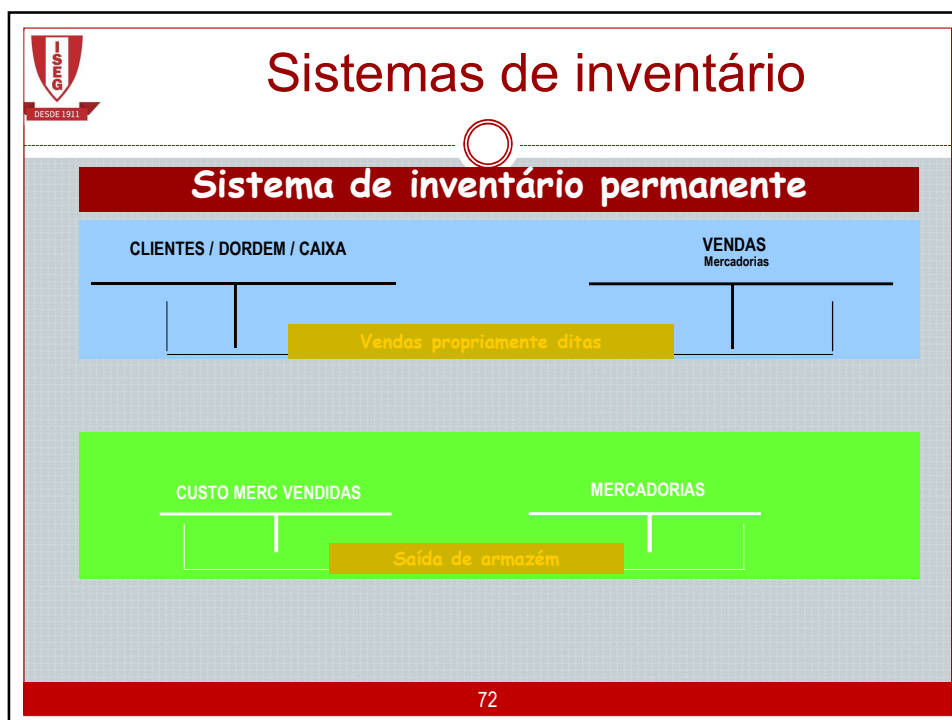 ISEG
DESDE 1911
Sistemas de inventário
Sistema de inventário permanente
CLIENTES / DORDEM / CAIXA
VENDAS
Mercadorias
Vendas propriamente ditas
CUSTO MERC VENDIDAS
MERCADORIAS
Saída de armazém
72